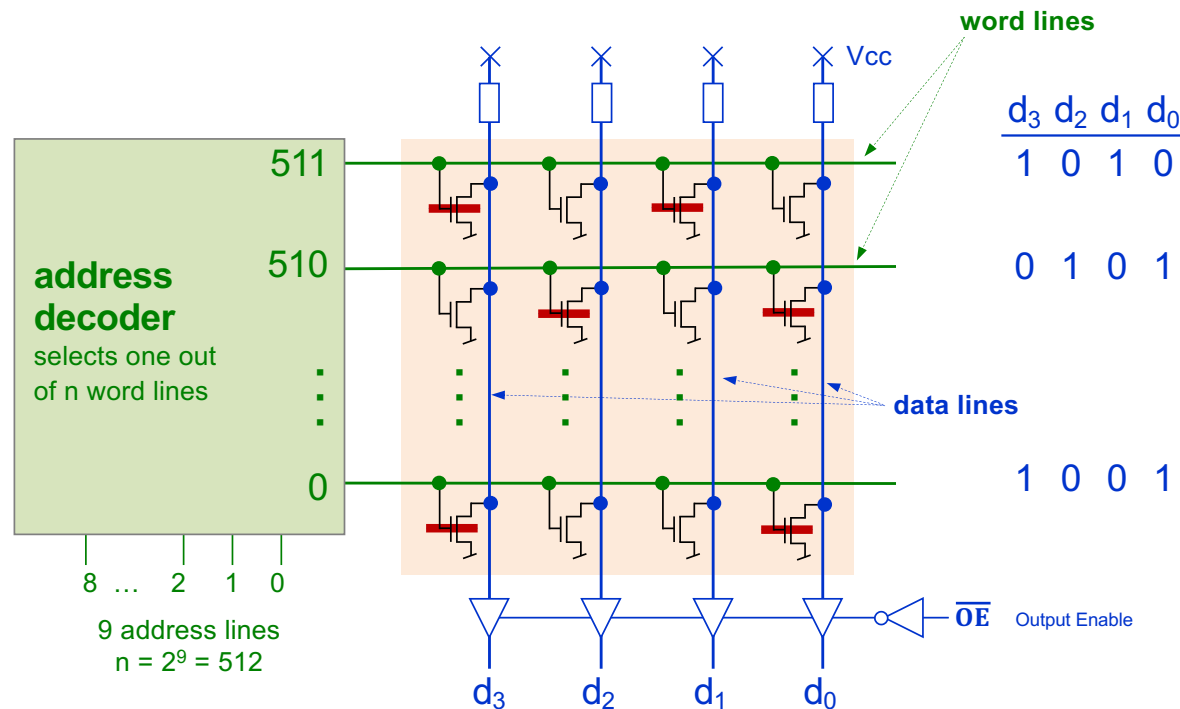 word lines
Vcc
d₃ d₂ d₁ d₀
511
1 0 1 0
510
0 1 0 1
address
decoder
selects one out
of n word lines
data lines
0
1 0 0 1
8 … 2 1 0
9 address lines
n = 2⁹ = 512
O̅E̅ Output Enable
d₃ d₂ d₁ d₀